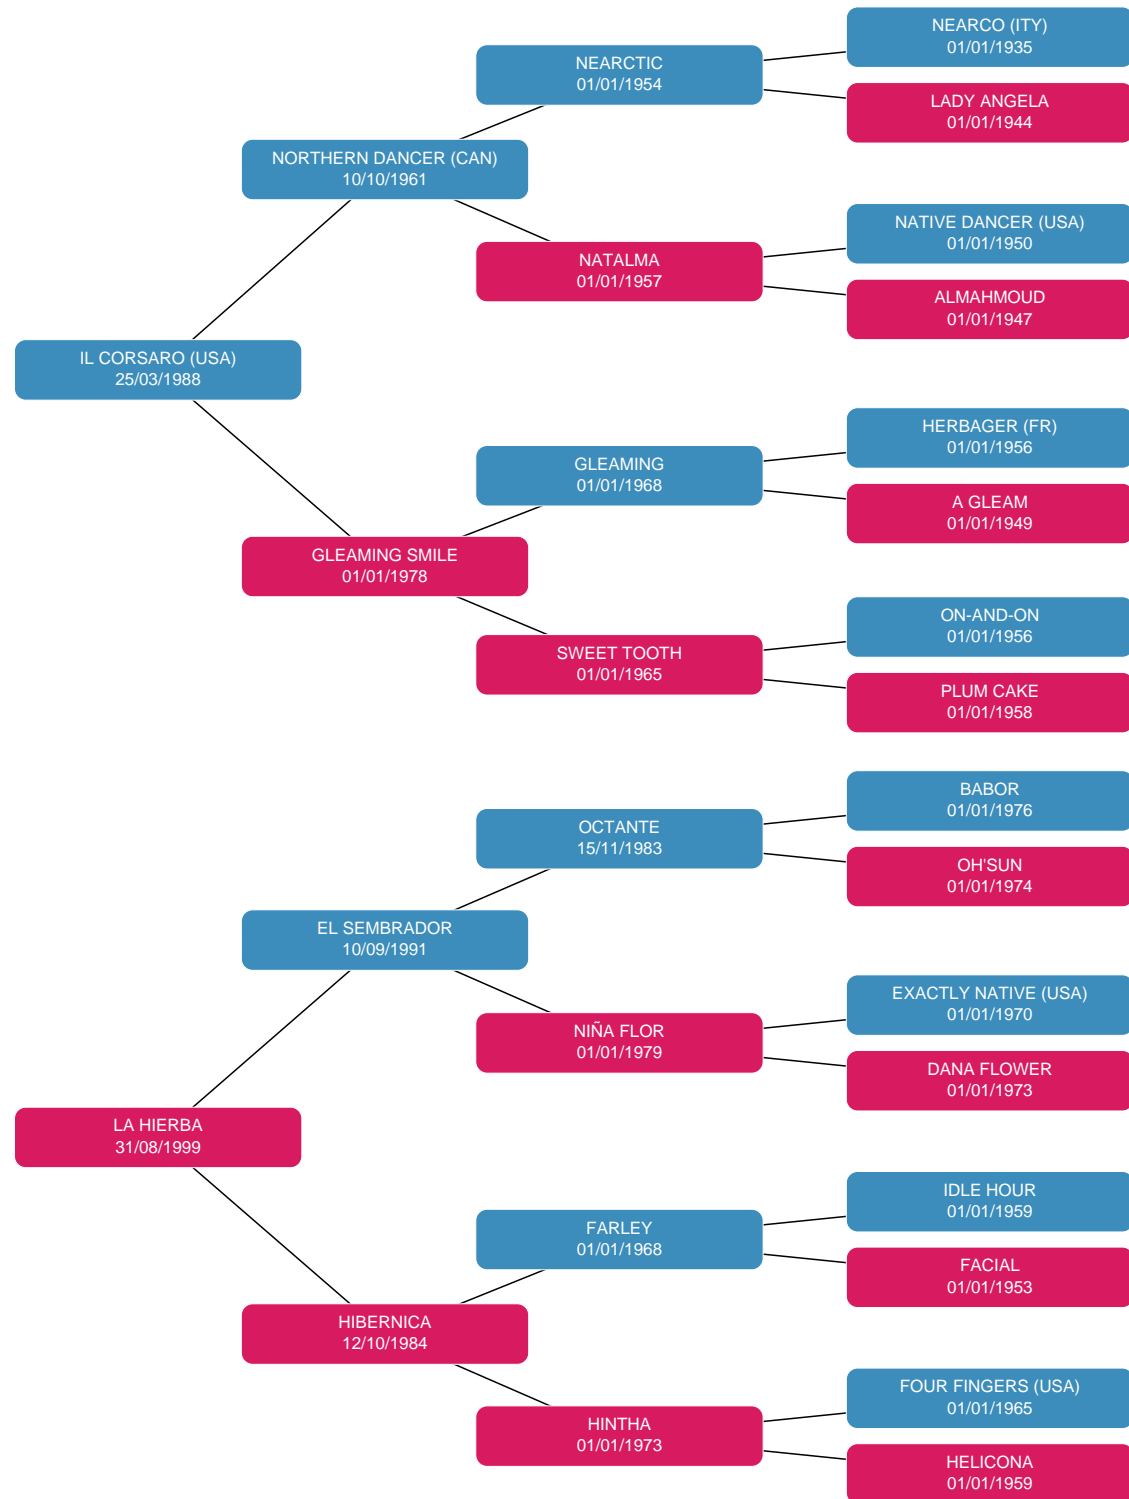 NEARCO (ITY)
01/01/1935
NEARCTIC
01/01/1954
LADY ANGELA
01/01/1944
NORTHERN DANCER (CAN)
10/10/1961
NATIVE DANCER (USA)
01/01/1950
NATALMA
01/01/1957
ALMAHMOUD
01/01/1947
IL CORSARO (USA)
25/03/1988
HERBAGER (FR)
01/01/1956
GLEAMING
01/01/1968
A GLEAM
01/01/1949
GLEAMING SMILE
01/01/1978
ON-AND-ON
01/01/1956
SWEET TOOTH
01/01/1965
PLUM CAKE
01/01/1958
BABOR
01/01/1976
OCTANTE
15/11/1983
OH'SUN
01/01/1974
EL SEMBRADOR
10/09/1991
EXACTLY NATIVE (USA)
01/01/1970
NIÑA FLOR
01/01/1979
DANA FLOWER
01/01/1973
LA HIERBA
31/08/1999
IDLE HOUR
01/01/1959
FARLEY
01/01/1968
FACIAL
01/01/1953
HIBERNICA
12/10/1984
FOUR FINGERS (USA)
01/01/1965
HINTHA
01/01/1973
HELICONA
01/01/1959